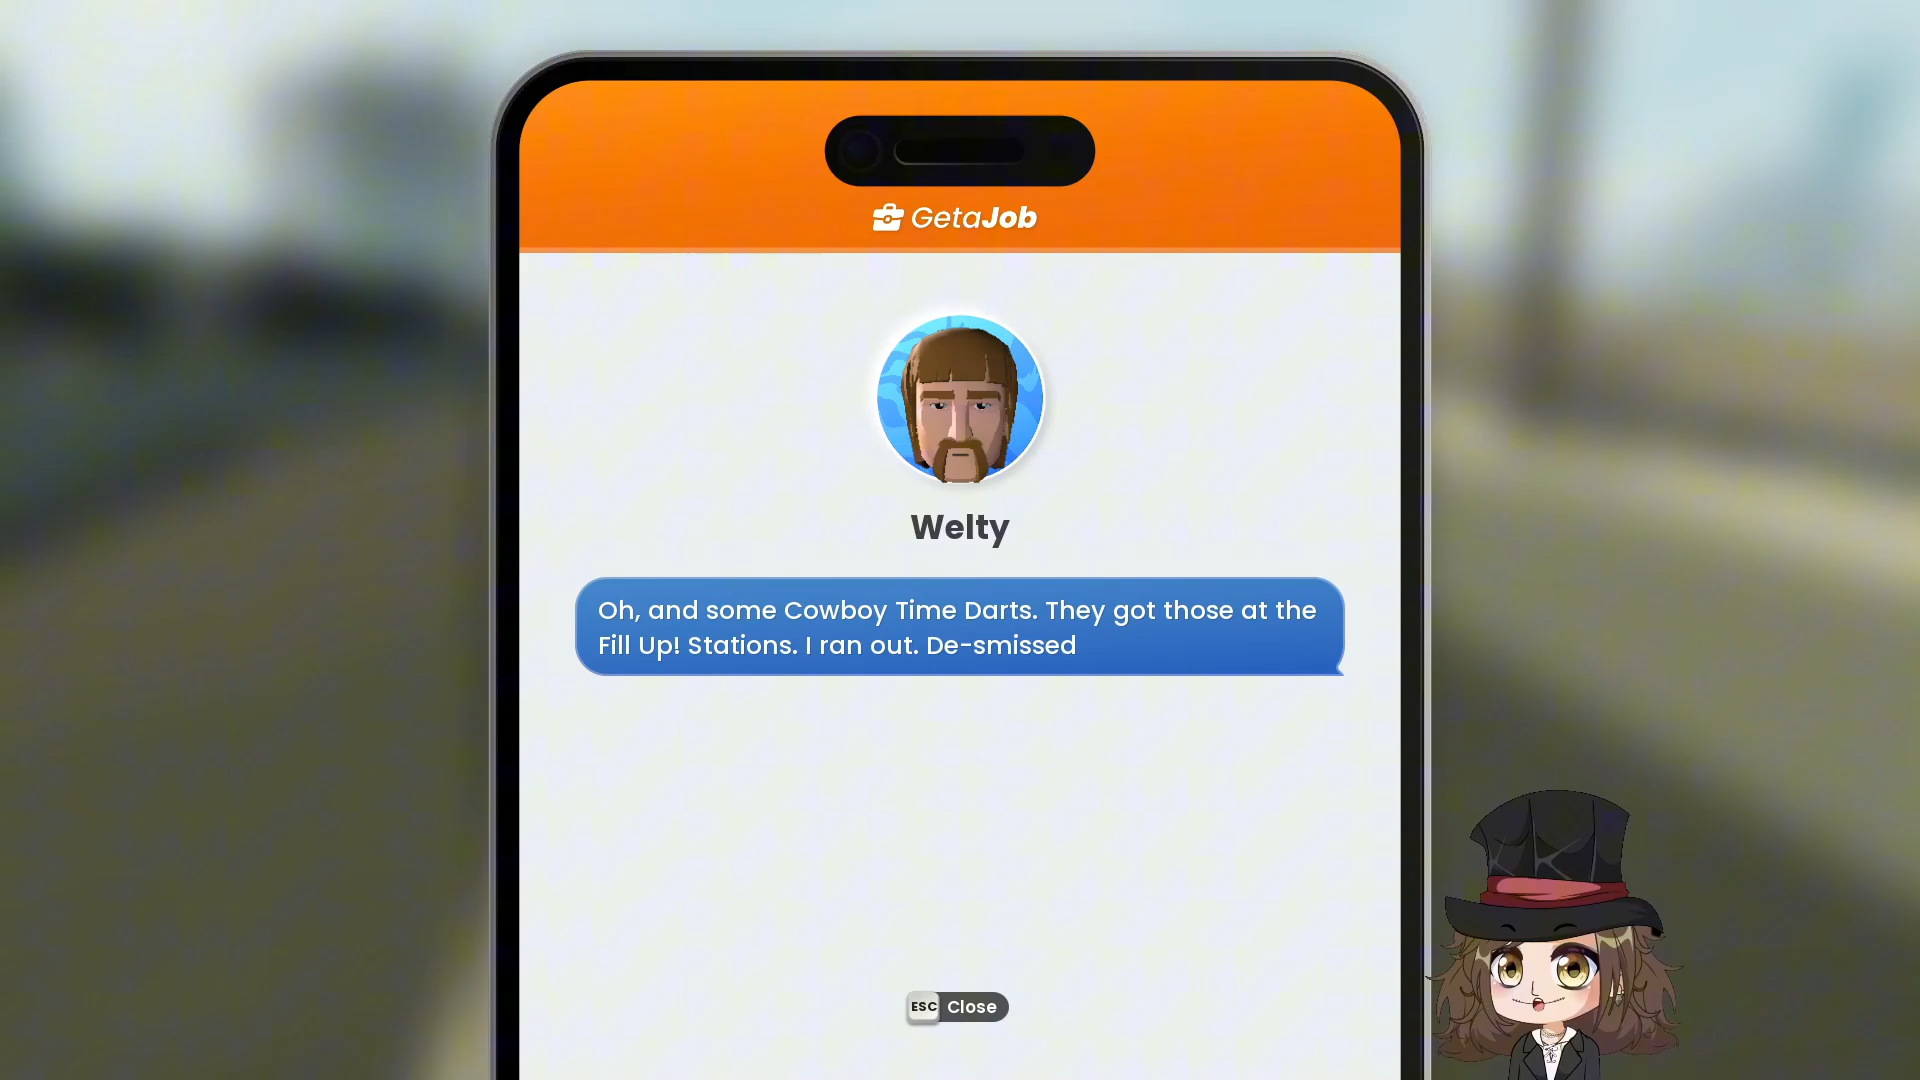 GetaJob
Welty
Oh, and some Cowboy Time Darts. They got those at the
Fill Up! Stations. I ran out. De-smissed
ESC Close